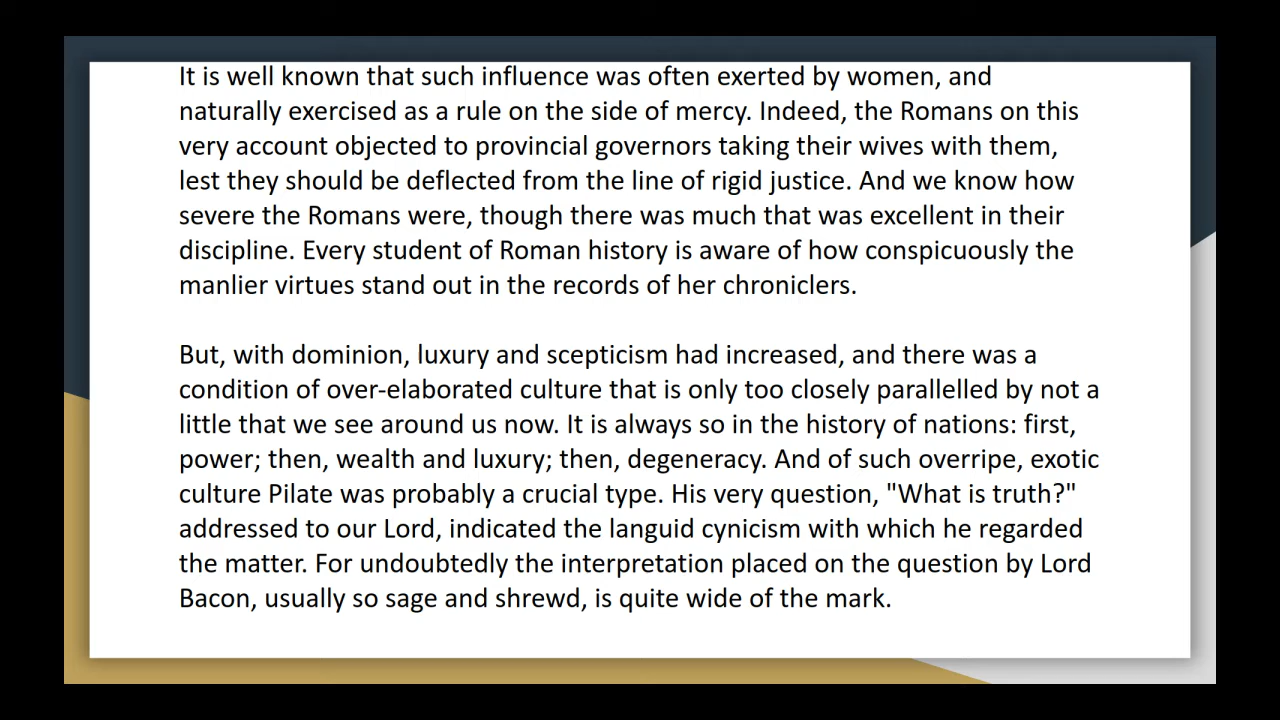 It is well known that such influence was often exerted by women, and
naturally exercised as a rule on the side of mercy. Indeed, the Romans on this
very account objected to provincial governors taking their wives with them,
lest they should be deflected from the line of rigid justice. And we know how
severe the Romans were, though there was much that was excellent in their
discipline. Every student of Roman history is aware of how conspicuously the
manlier virtues stand out in the records of her chroniclers.
But, with dominion, luxury and scepticism had increased, and there was a
condition of over-elaborated culture that is only too closely parallelled by not a
little that we see around us now. It is always so in the history of nations: first,
power; then, wealth and luxury; then, degeneracy. And of such overripe, exotic
culture Pilate was probably a crucial type. His very question, "What is truth?"
addressed to our Lord, indicated the languid cynicism with which he regarded
the matter. For undoubtedly the interpretation placed on the question by Lord
Bacon, usually so sage and shrewd, is quite wide of the mark.